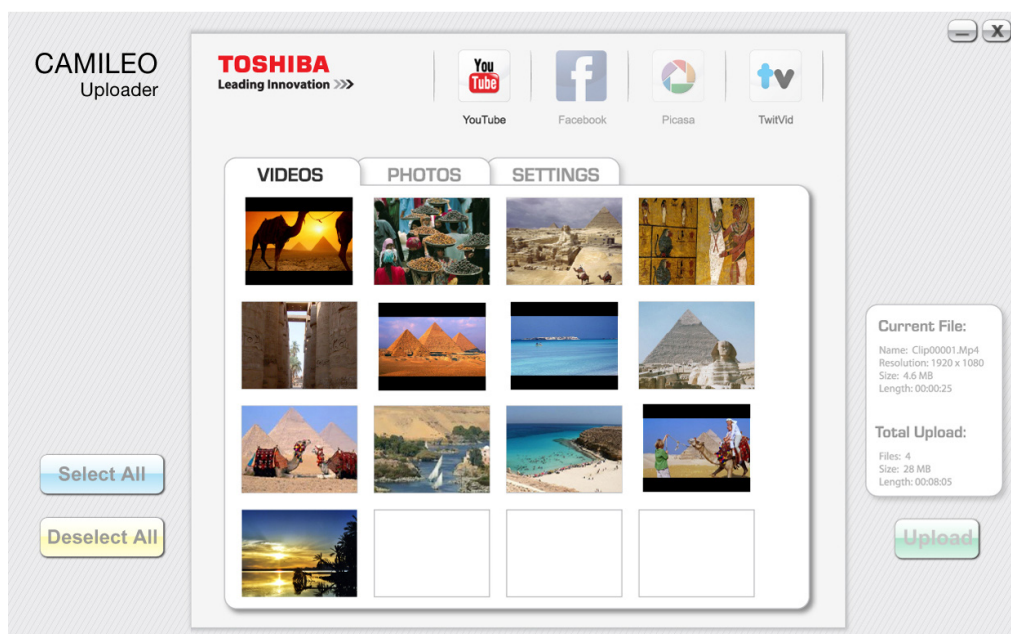 CAMILEO
Uploader
TOSHIBA
Leading Innovation >>>
You
Tube
f
tv
YouTube
Facebook
Picasa
TwitVid
X
VIDEOS
PHOTOS
SETTINGS
Select All
Deselect All
Current File:
Name: Clip00001.Mp4
Resolution: 1920 x 1080
Size: 4.6 MB
Length: 00:00:25
Total Upload:
Files: 4
Size: 28 MB
Length: 00:08:05
Upload